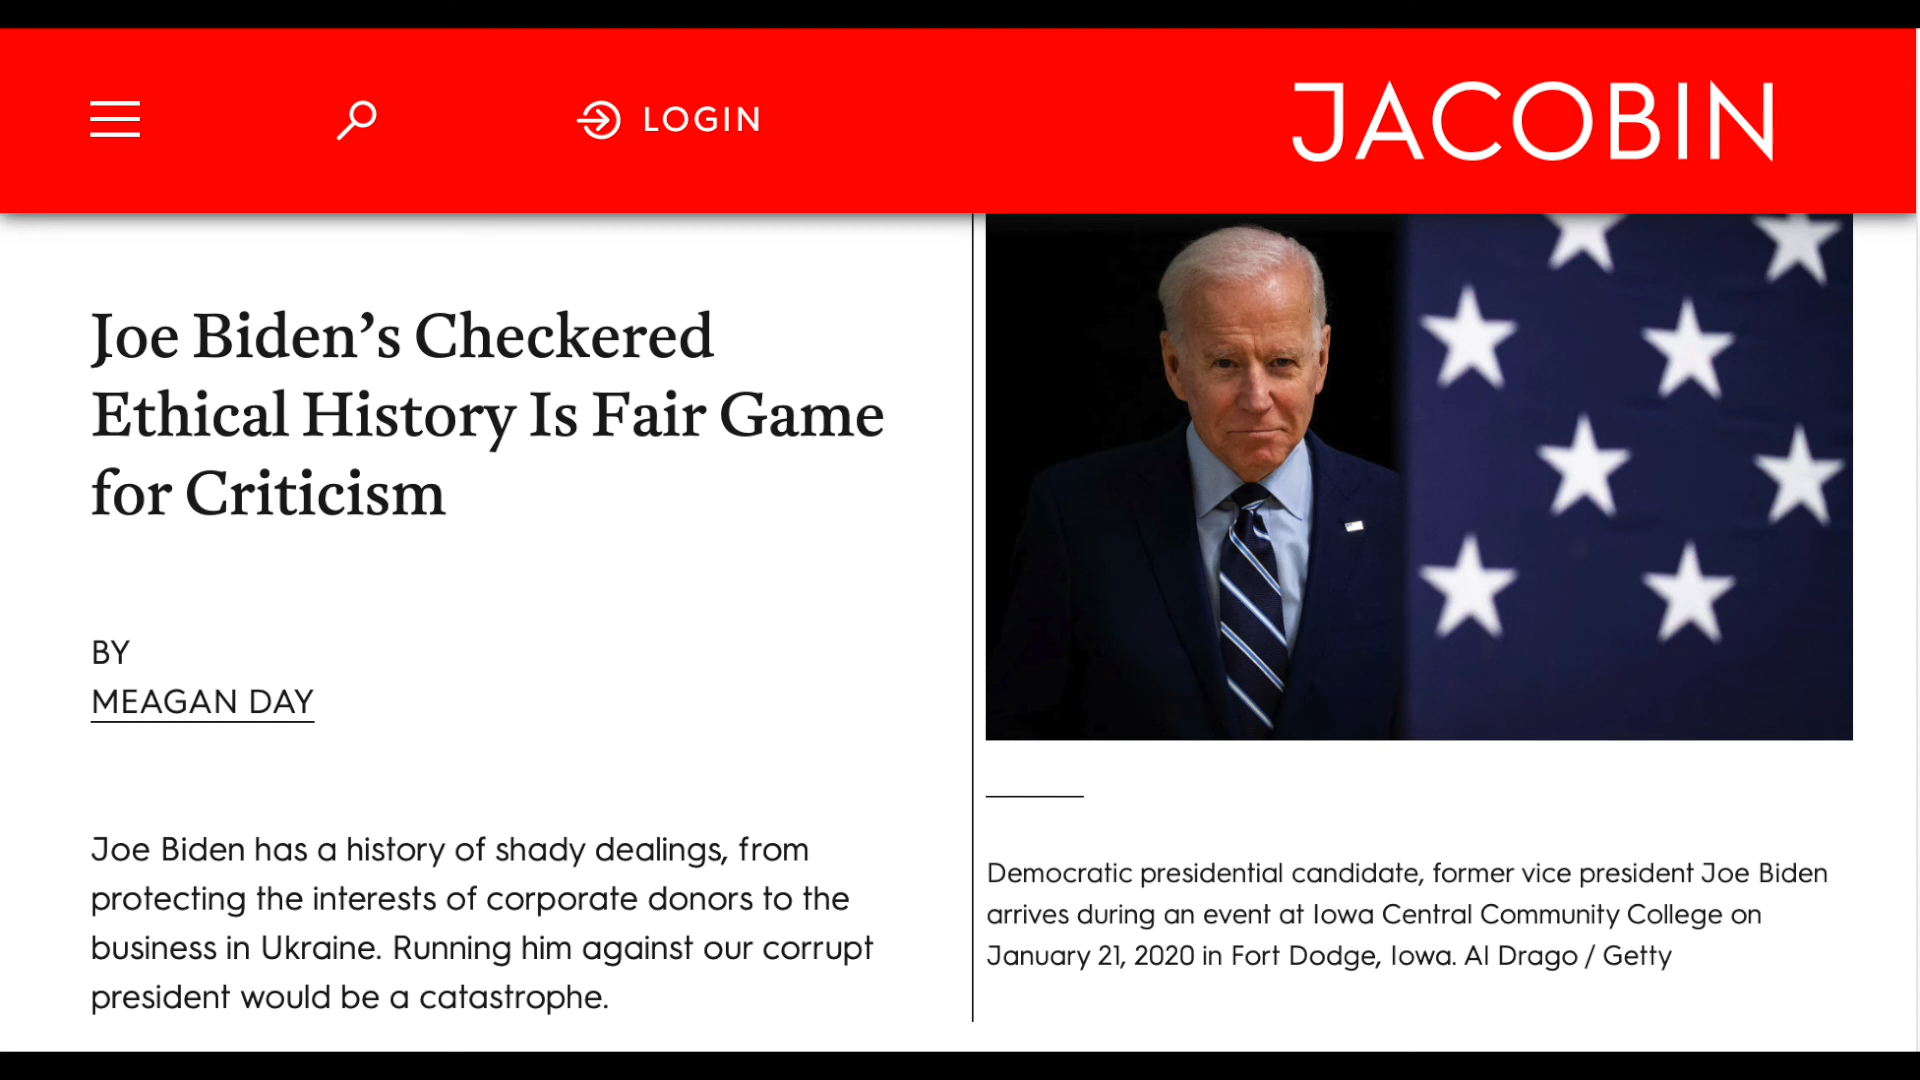 LOGIN
JACOBIN
Joe Biden’s Checkered
Ethical History Is Fair Game
for Criticism
BY
MEAGAN DAY
Joe Biden has a history of shady dealings, from
protecting the interests of corporate donors to the
business in Ukraine. Running him against our corrupt
president would be a catastrophe.
Democratic presidential candidate, former vice president Joe Biden
arrives during an event at Iowa Central Community College on
January 21, 2020 in Fort Dodge, Iowa. Al Drago / Getty